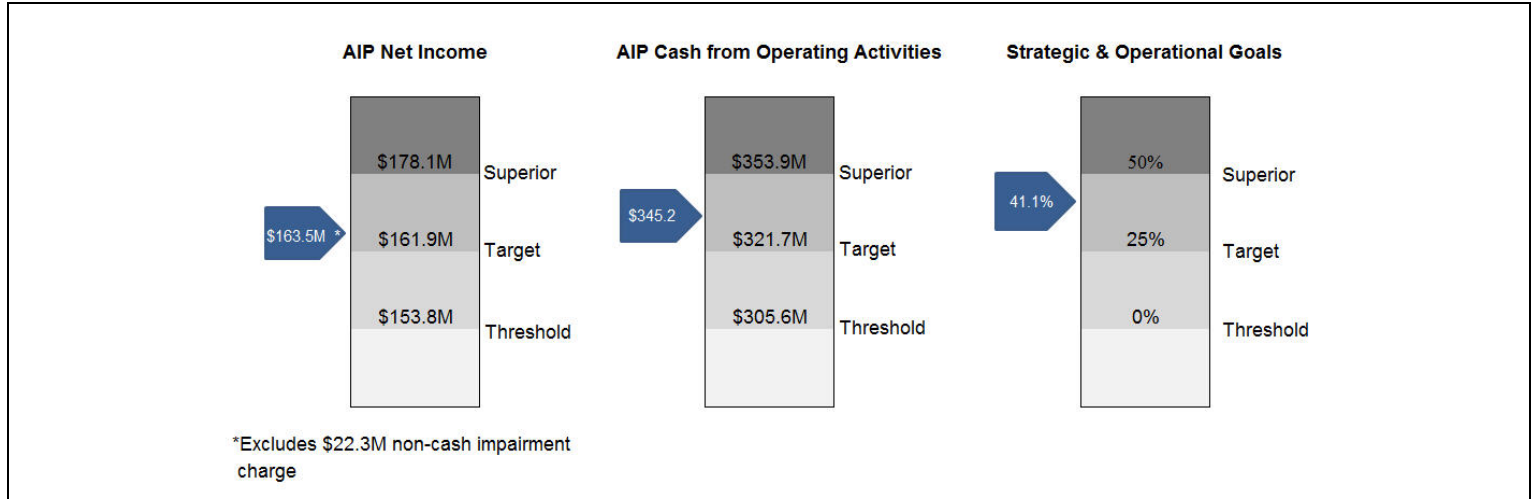 AIP Net Income
$178.1M
Superior
$163.5M *
$161.9M
Target
$153.8M
Threshold
*Excludes $22.3M non-cash impairment
charge
AIP Cash from Operating Activities
$353.9M
Superior
$345.2
$321.7M
Target
$305.6M
Threshold
Strategic & Operational Goals
50%
Superior
41.1%
25%
Target
0%
Threshold